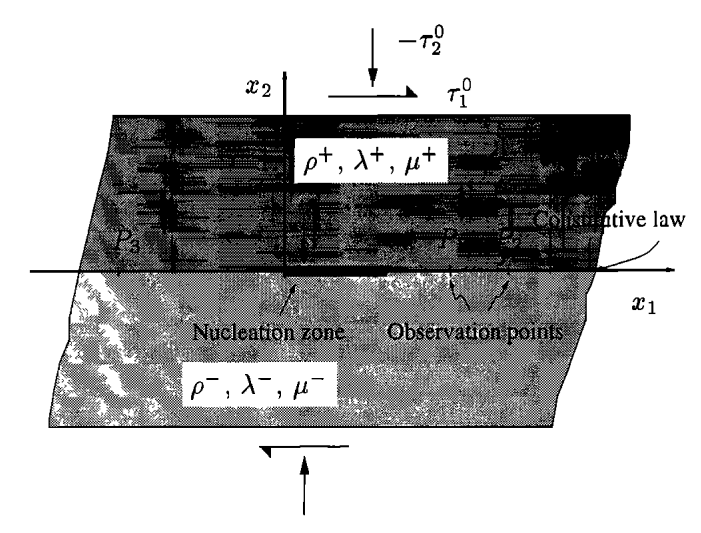 −τ₂⁰
x₂
τ₁⁰
ρ⁺, λ⁺, μ⁺
Constitutive law
P₃
x₁
Nucleation zone
Observation points
ρ⁻, λ⁻, μ⁻